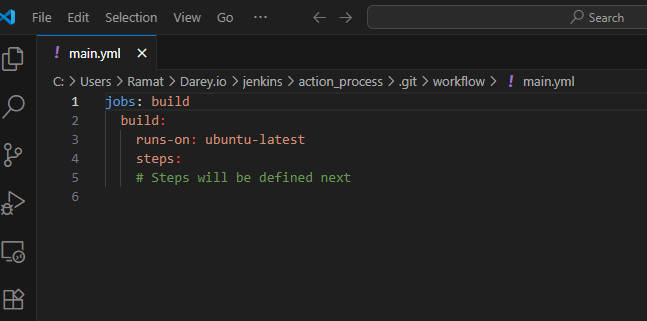 File Edit Selection View Go ··· Search
! main.yml ×
C: > Users > Ramat > Darey.io > jenkins > action_process > .git > workflow > ! main.yml
1 jobs: build
2 build:
3 runs-on: ubuntu-latest
4 steps:
5 # Steps will be defined next
6